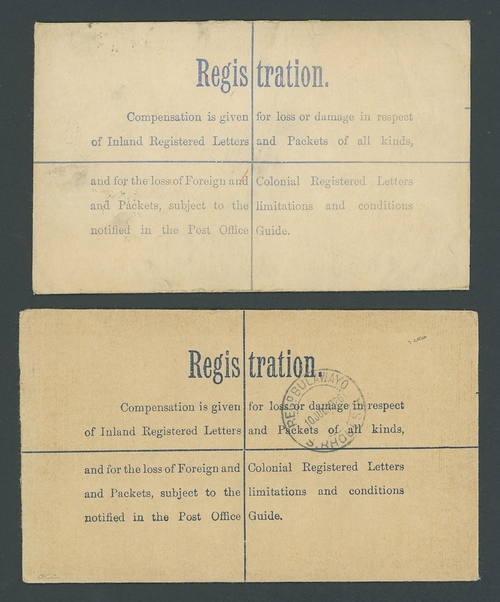 Registration.
Compensation is given for loss or damage in respect
of Inland Registered Letters and Packets of all kinds,
and for the loss of Foreign and Colonial Registered Letters
and Packets, subject to the limitations and conditions
notified in the Post Office Guide.
Registration.
Compensation is given for loss or damage in respect
of Inland Registered Letters and Packets of all kinds,
and for the loss of Foreign and Colonial Registered Letters
and Packets, subject to the limitations and conditions
notified in the Post Office Guide.
BULAWAYO
S. RHOD